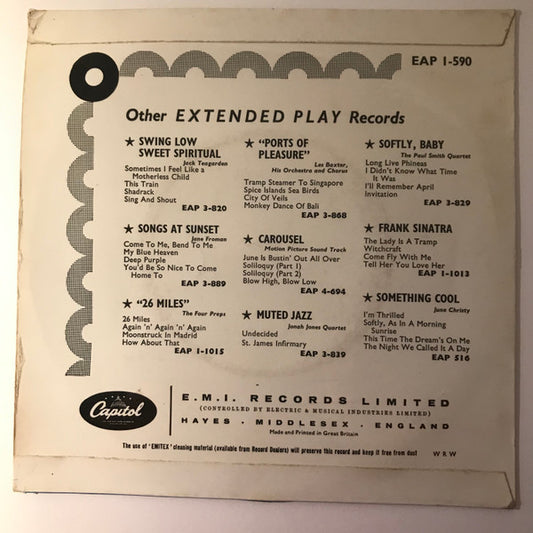 EAP 1-590
Other EXTENDED PLAY Records
★ SWING LOW
SWEET SPIRITUAL
Jack Teagarden
Sometimes I Feel Like a
Motherless Child
This Train
Shadrack
Sing And Shout
EAP 3-820
★ "PORTS OF
PLEASURE"
Les Baxter,
His Orchestra and Chorus
Tramp Steamer To Singapore
Spice Islands Sea Birds
City Of Veils
Monkey Dance Of Bali
EAP 3-868
★ SOFTLY, BABY
The Paul Smith Quartet
Long Live Phineas
I Didn't Know What Time
It Was
I'll Remember April
Invitation
EAP 3-829
★ SONGS AT SUNSET
Jane Froman
Come To Me, Bend To Me
My Blue Heaven
Deep Purple
You'd Be So Nice To Come
Home To
EAP 3-889
★ CAROUSEL
Motion Picture Sound Track
June Is Bustin' Out All Over
Soliloquy (Part 1)
Soliloquy (Part 2)
Blow High, Blow Low
EAP 4-694
★ FRANK SINATRA
The Lady Is A Tramp
Witchcraft
Come Fly With Me
Tell Her You Love Her
EAP 1-1013
★ "26 MILES"
The Four Preps
26 Miles
Again 'n' Again 'n' Again
Moonstruck In Madrid
How About That
EAP 1-1015
★ MUTED JAZZ
Jonah Jones Quartet
Undecided
St. James Infirmary
EAP 3-839
★ SOMETHING COOL
June Christy
I'm Thrilled
Softly, As In A Morning
Sunrise
This Time The Dream's On Me
The Night We Called It A Day
EAP 516
Capitol
E.M.I. RECORDS LIMITED
(CONTROLLED BY ELECTRIC & MUSICAL INDUSTRIES LIMITED)
HAYES • MIDDLESEX • ENGLAND
Made and Printed in Great Britain
The use of "EMITEX" cleaning material (available from Record Dealers) will preserve this record and keep it free from dust
W R W